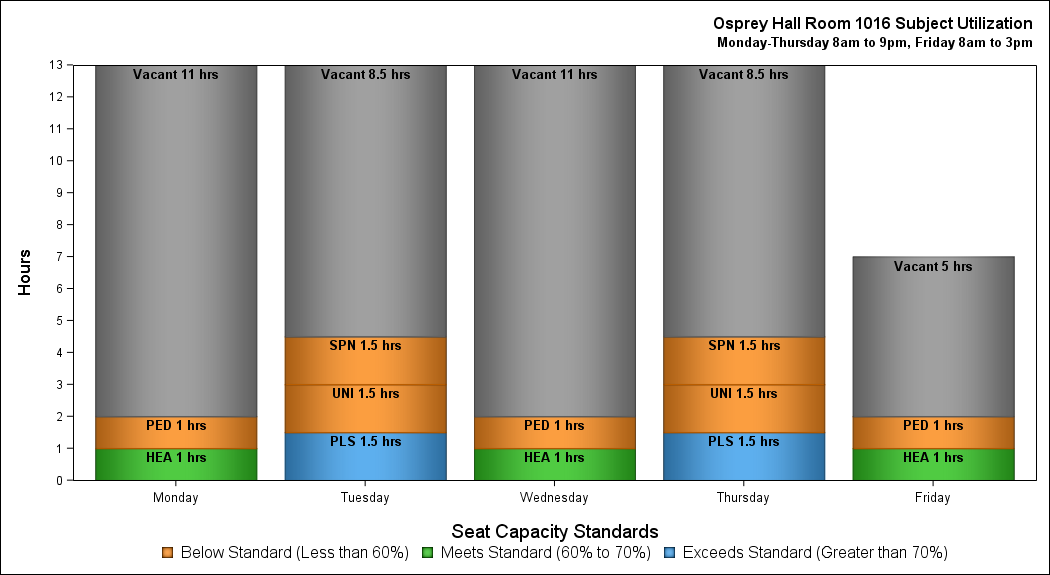 Osprey Hall Room 1016 Subject Utilization
Monday-Thursday 8am to 9pm, Friday 8am to 3pm
13
12
11
10
9
8
7
6
5
4
3
2
1
0
Hours
Vacant 11 hrs
PED 1 hrs
HEA 1 hrs
Vacant 8.5 hrs
SPN 1.5 hrs
UNI 1.5 hrs
PLS 1.5 hrs
Vacant 11 hrs
PED 1 hrs
HEA 1 hrs
Vacant 8.5 hrs
SPN 1.5 hrs
UNI 1.5 hrs
PLS 1.5 hrs
Vacant 5 hrs
PED 1 hrs
HEA 1 hrs
Monday Tuesday Wednesday Thursday Friday
Seat Capacity Standards
Below Standard (Less than 60%) Meets Standard (60% to 70%) Exceeds Standard (Greater than 70%)